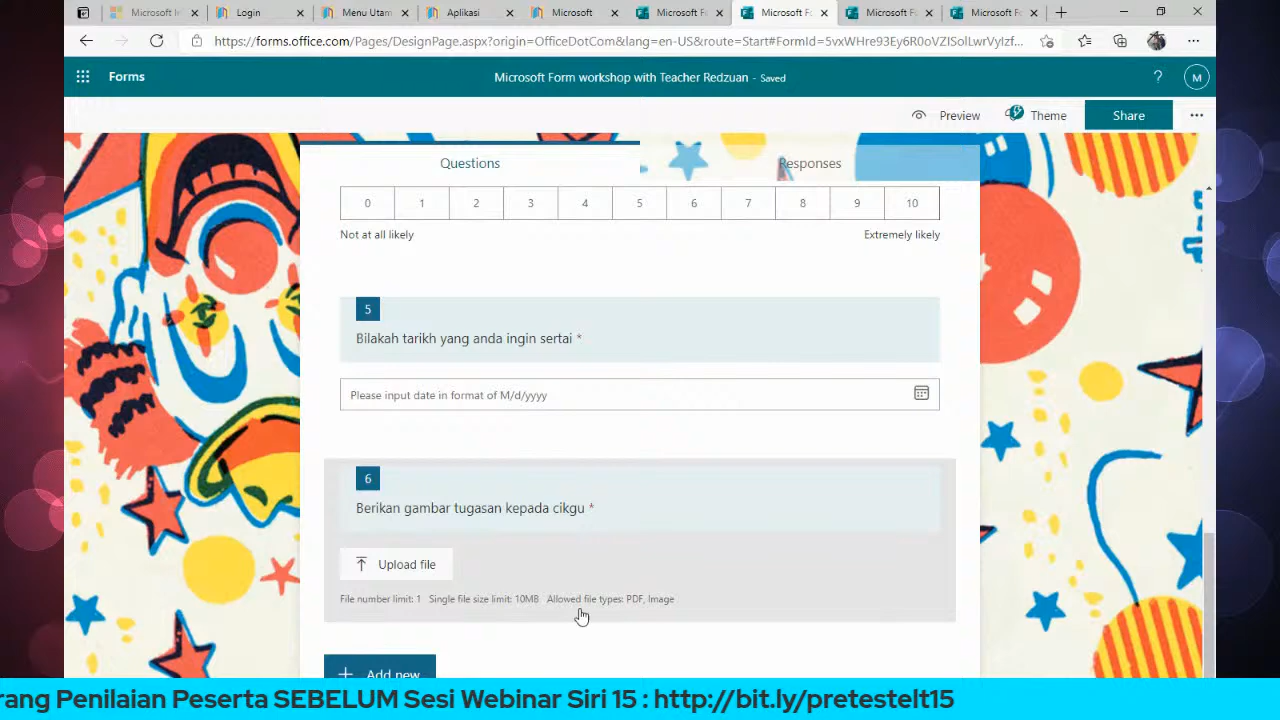 Microsoft In
Login
Menu Utam
Aplikasi
Microsoft
Microsoft Fo
Microsoft Fo
Microsoft Fo
Microsoft Fo
https://forms.office.com/Pages/DesignPage.aspx?origin=OfficeDotCom&lang=en-US&route=Start#FormId=5vxWHre93Ey6R0oVZISolLwrVyIzf...
Forms
Microsoft Form workshop with Teacher Redzuan - Saved
? M
Preview Theme Share ...
Questions Responses
0 1 2 3 4 5 6 7 8 9 10
Not at all likely Extremely likely
5
Bilakah tarikh yang anda ingin sertai *
Please input date in format of M/d/yyyy
6
Berikan gambar tugasan kepada cikgu *
Upload file
File number limit: 1 Single file size limit: 10MB Allowed file types: PDF, Image
+ Add new
rang Penilaian Peserta SEBELUM Sesi Webinar Siri 15 : http://bit.ly/pretestelt15